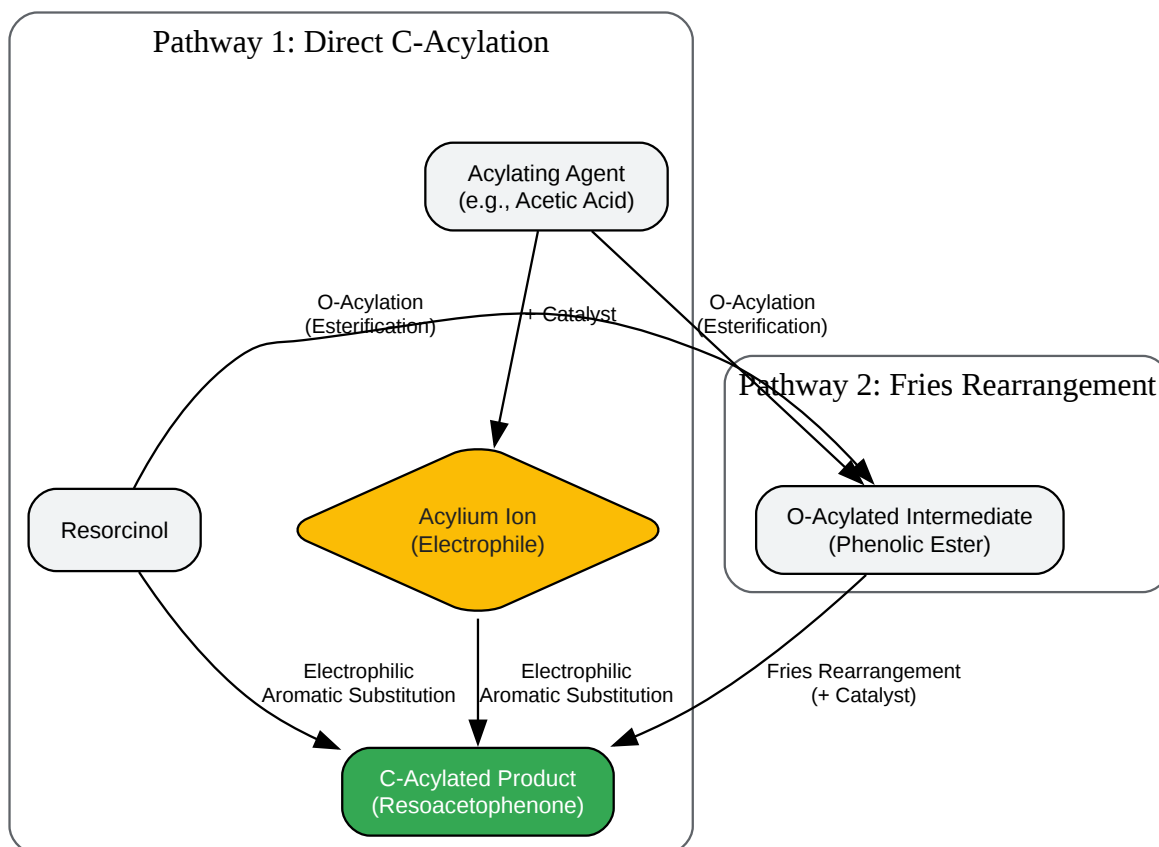 Pathway 1: Direct C-Acylation
Acylating Agent
(e.g., Acetic Acid)
O-Acylation
(Esterification)
+ Catalyst
O-Acylation
(Esterification)
Pathway 2: Fries Rearrangement
Resorcinol
Acylium Ion
(Electrophile)
O-Acylated Intermediate
(Phenolic Ester)
Electrophilic
Aromatic Substitution
Electrophilic
Aromatic Substitution
Fries Rearrangement
(+ Catalyst)
C-Acylated Product
(Resoacetophenone)